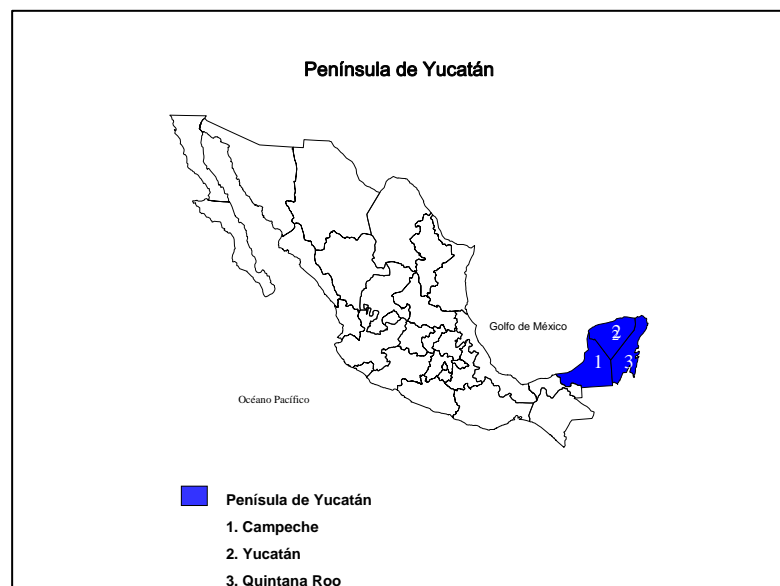 Península de Yucatán
Golfo de México
2
1
3
Océano Pacífico
Penísula de Yucatán
1. Campeche
2. Yucatán
3. Quintana Roo